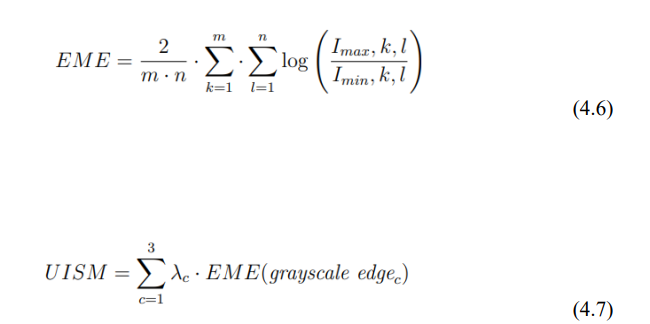 EME = \frac{2}{m \cdot n} \cdot \sum_{k=1}^{m} \cdot \sum_{l=1}^{n} \log \left( \frac{I_{max}, k, l}{I_{min}, k, l} \right)
(4.6)
UISM = \sum_{c=1}^{3} \lambda_c \cdot EME(grayscale \ edge_c)
(4.7)